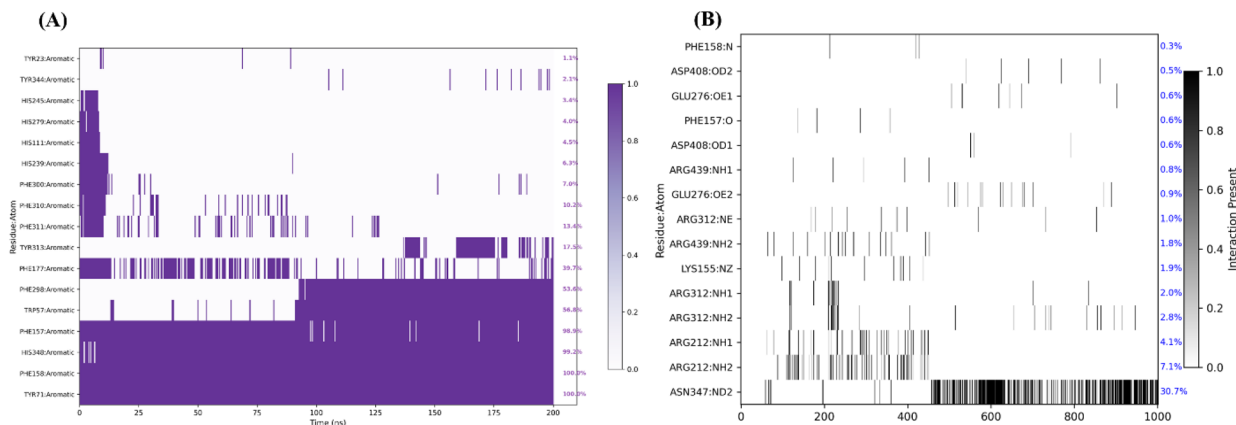 (A)
TYR23:Aromatic
TYR344:Aromatic
HIS245:Aromatic
HIS279:Aromatic
HIS111:Aromatic
HIS239:Aromatic
PHE300:Aromatic
PHE310:Aromatic
PHE311:Aromatic
TYR313:Aromatic
PHE177:Aromatic
PHE298:Aromatic
TRP57:Aromatic
PHE157:Aromatic
HIS348:Aromatic
PHE158:Aromatic
TYR71:Aromatic
1.1%
2.1%
3.4%
4.0%
4.5%
6.3%
7.0%
10.2%
13.4%
17.5%
39.7%
53.6%
56.8%
98.9%
99.2%
100.0%
100.0%
0 25 50 75 100 125 150 175 200
Time (ns)
1.0
0.8
0.6
0.4
0.2
0.0
(B)
Residue:Atom
PHE158:N
ASP408:OD2
GLU276:OE1
PHE157:O
ASP408:OD1
ARG439:NH1
GLU276:OE2
ARG312:NE
ARG439:NH2
LYS155:NZ
ARG312:NH1
ARG312:NH2
ARG212:NH1
ARG212:NH2
ASN347:ND2
0.3%
0.5%
0.6%
0.6%
0.6%
0.8%
0.9%
1.0%
1.8%
1.9%
2.0%
2.8%
4.1%
7.1%
30.7%
0 200 400 600 800 1000
1.0
0.8
0.6
0.4
0.2
0.0
Interaction Present